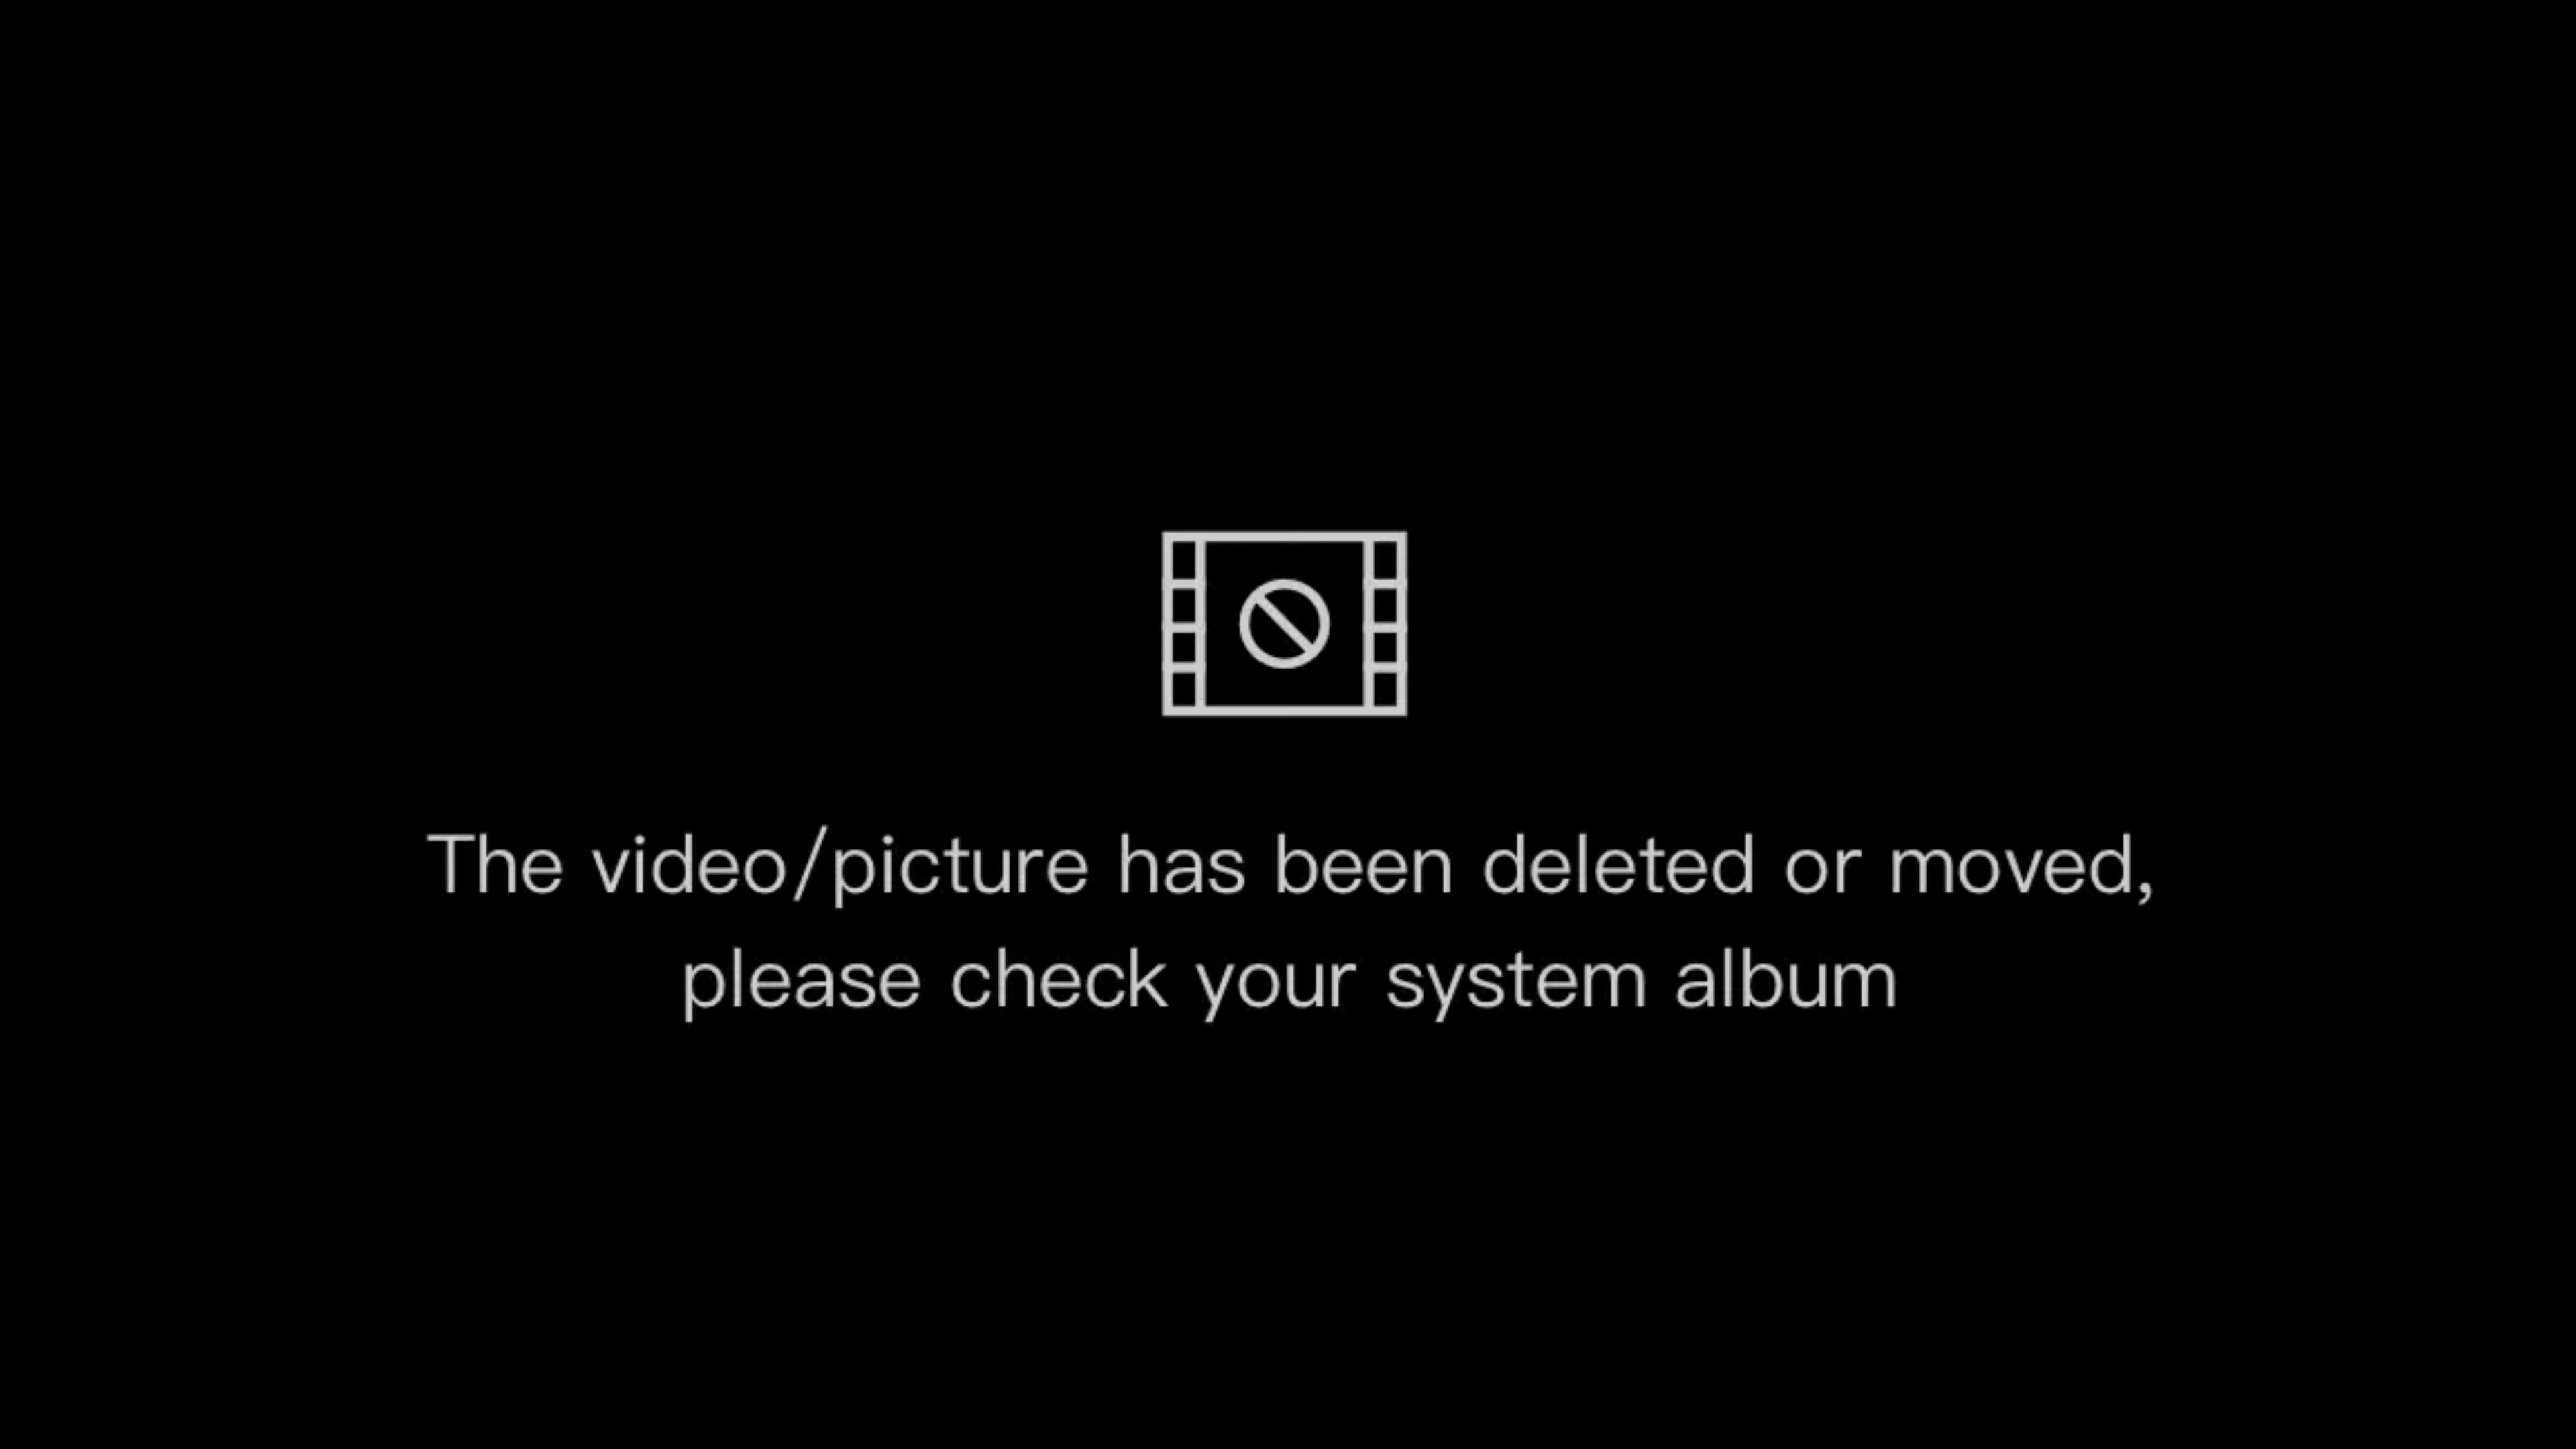 The video/picture has been deleted or moved,
please check your system album